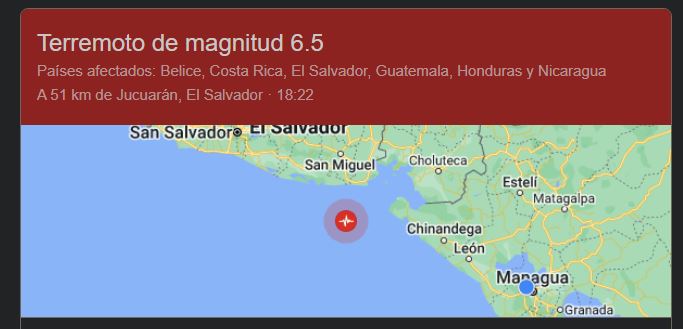 Terremoto de magnitud 6.5
Países afectados: Belice, Costa Rica, El Salvador, Guatemala, Honduras y Nicaragua
A 51 km de Jucuarán, El Salvador · 18:22
San Salvador
El Salvador
San Miguel
Choluteca
Estelí
Matagalpa
Chinandega
León
Managua
Granada